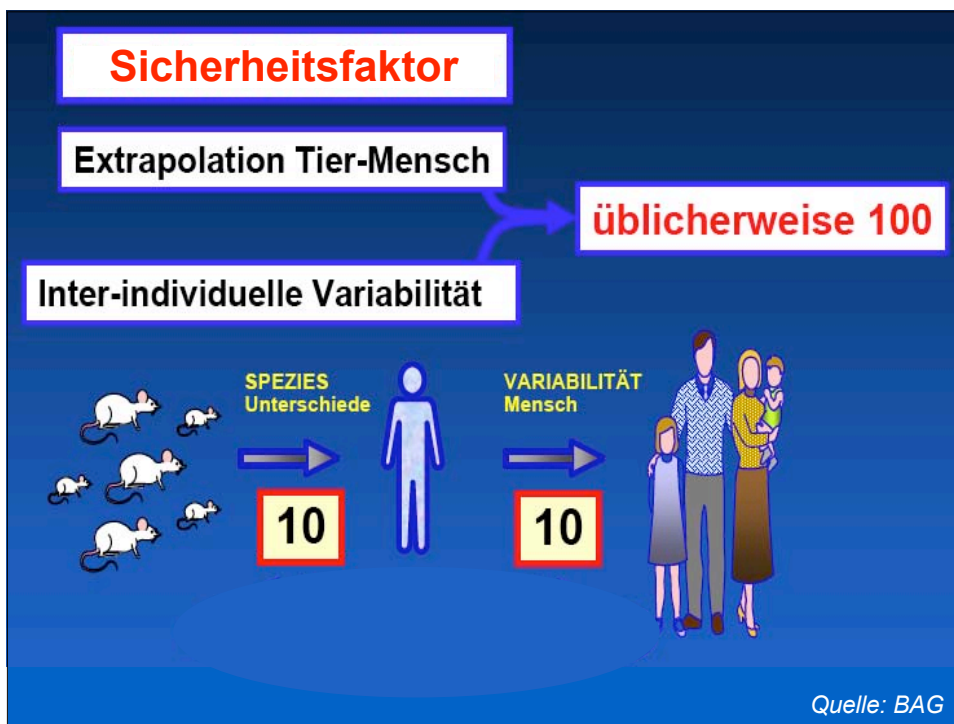 Sicherheitsfaktor
Extrapolation Tier-Mensch
üblicherweise 100
Inter-individuelle Variabilität
SPEZIES
Unterschiede
VARIABILITÄT
Mensch
10
10
Quelle: BAG